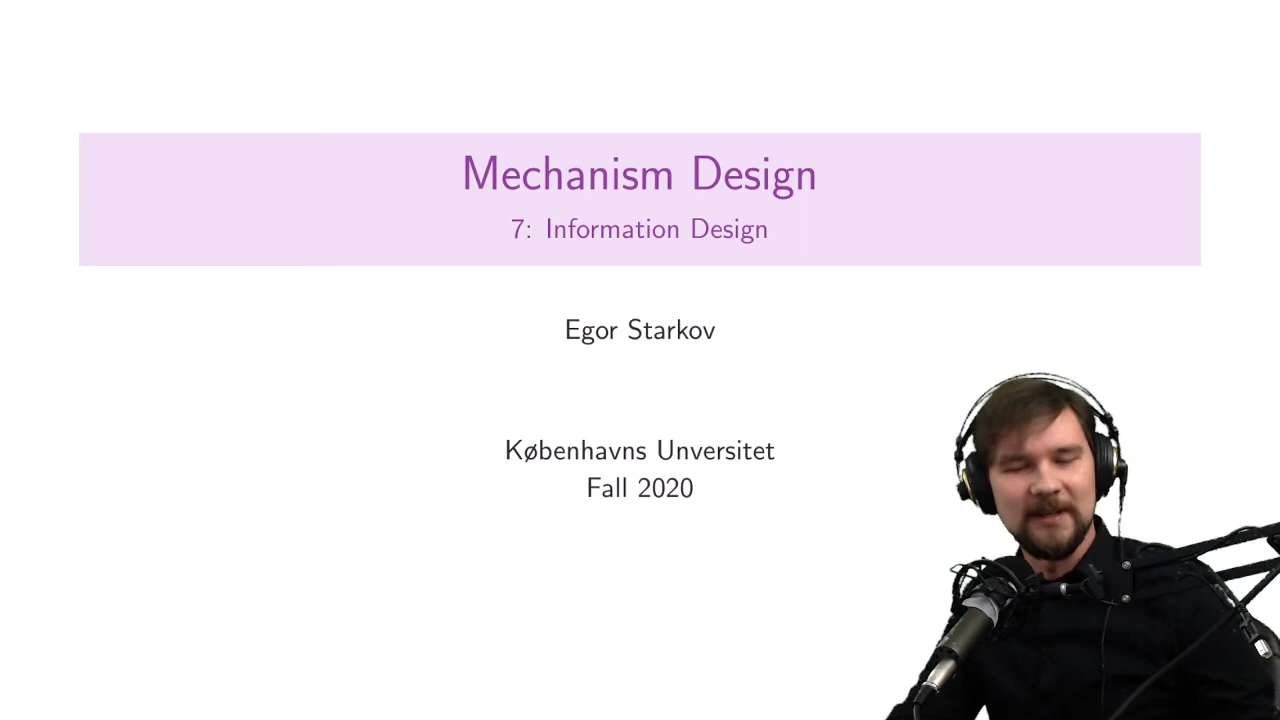 Mechanism Design
7: Information Design
Egor Starkov
Københavns Unversitet
Fall 2020